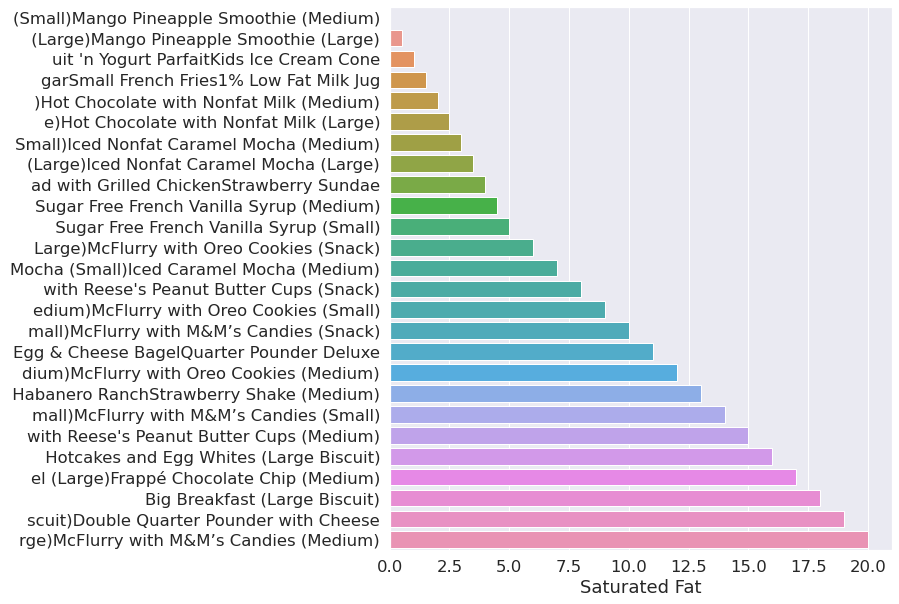 (Small)Mango Pineapple Smoothie (Medium)
(Large)Mango Pineapple Smoothie (Large)
uit 'n Yogurt ParfaitKids Ice Cream Cone
garSmall French Fries1% Low Fat Milk Jug
)Hot Chocolate with Nonfat Milk (Medium)
e)Hot Chocolate with Nonfat Milk (Large)
Small)Iced Nonfat Caramel Mocha (Medium)
(Large)Iced Nonfat Caramel Mocha (Large)
ad with Grilled ChickenStrawberry Sundae
Sugar Free French Vanilla Syrup (Medium)
Sugar Free French Vanilla Syrup (Small)
Large)McFlurry with Oreo Cookies (Snack)
Mocha (Small)Iced Caramel Mocha (Medium)
with Reese's Peanut Butter Cups (Snack)
edium)McFlurry with Oreo Cookies (Small)
mall)McFlurry with M&M’s Candies (Snack)
Egg & Cheese BagelQuarter Pounder Deluxe
dium)McFlurry with Oreo Cookies (Medium)
Habanero RanchStrawberry Shake (Medium)
mall)McFlurry with M&M’s Candies (Small)
with Reese's Peanut Butter Cups (Medium)
Hotcakes and Egg Whites (Large Biscuit)
el (Large)Frappé Chocolate Chip (Medium)
Big Breakfast (Large Biscuit)
scuit)Double Quarter Pounder with Cheese
rge)McFlurry with M&M’s Candies (Medium)
0.0 2.5 5.0 7.5 10.0 12.5 15.0 17.5 20.0
Saturated Fat